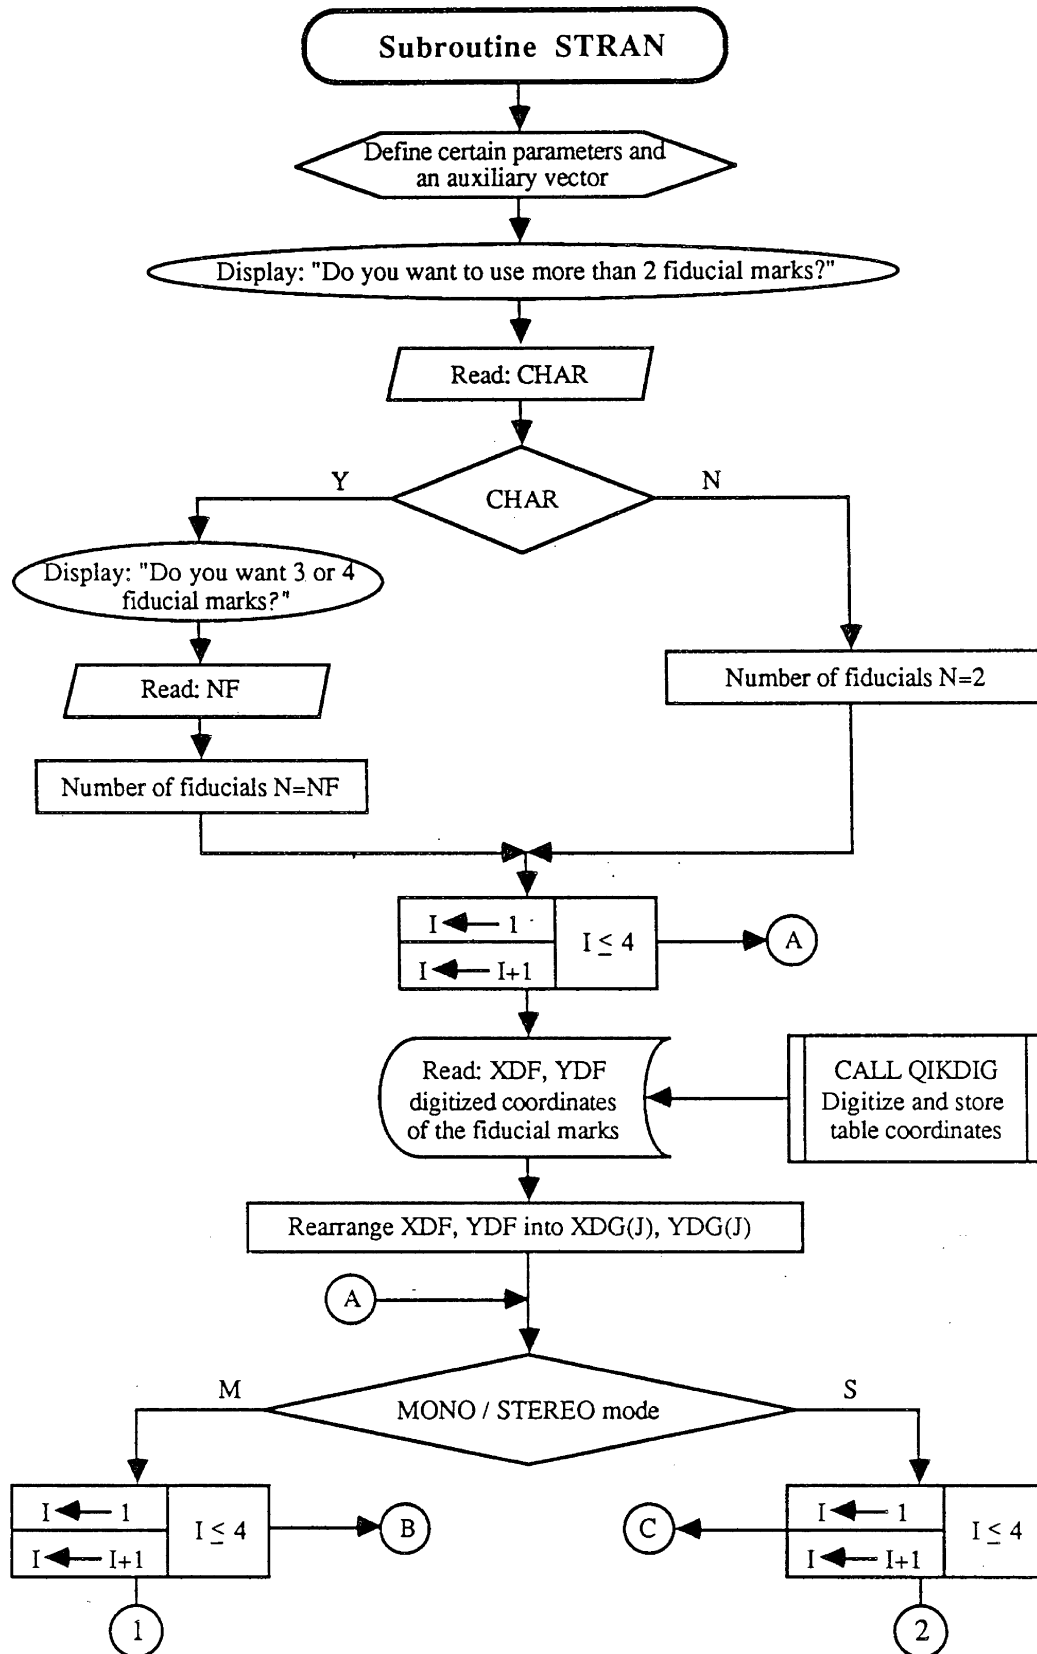 Subroutine STRAN
Define certain parameters and
an auxiliary vector
Display: "Do you want to use more than 2 fiducial marks?"
Read: CHAR
Y
CHAR
N
Display: "Do you want 3 or 4
fiducial marks?"
Read: NF
Number of fiducials N=2
Number of fiducials N=NF
I ← 1
I ≤ 4
A
I ← I+1
Read: XDF, YDF
digitized coordinates
of the fiducial marks
CALL QIKDIG
Digitize and store
table coordinates
Rearrange XDF, YDF into XDG(J), YDG(J)
A
M
MONO / STEREO mode
S
I ← 1
I ≤ 4
I ← I+1
B
C
I ← 1
I ≤ 4
I ← I+1
1
2